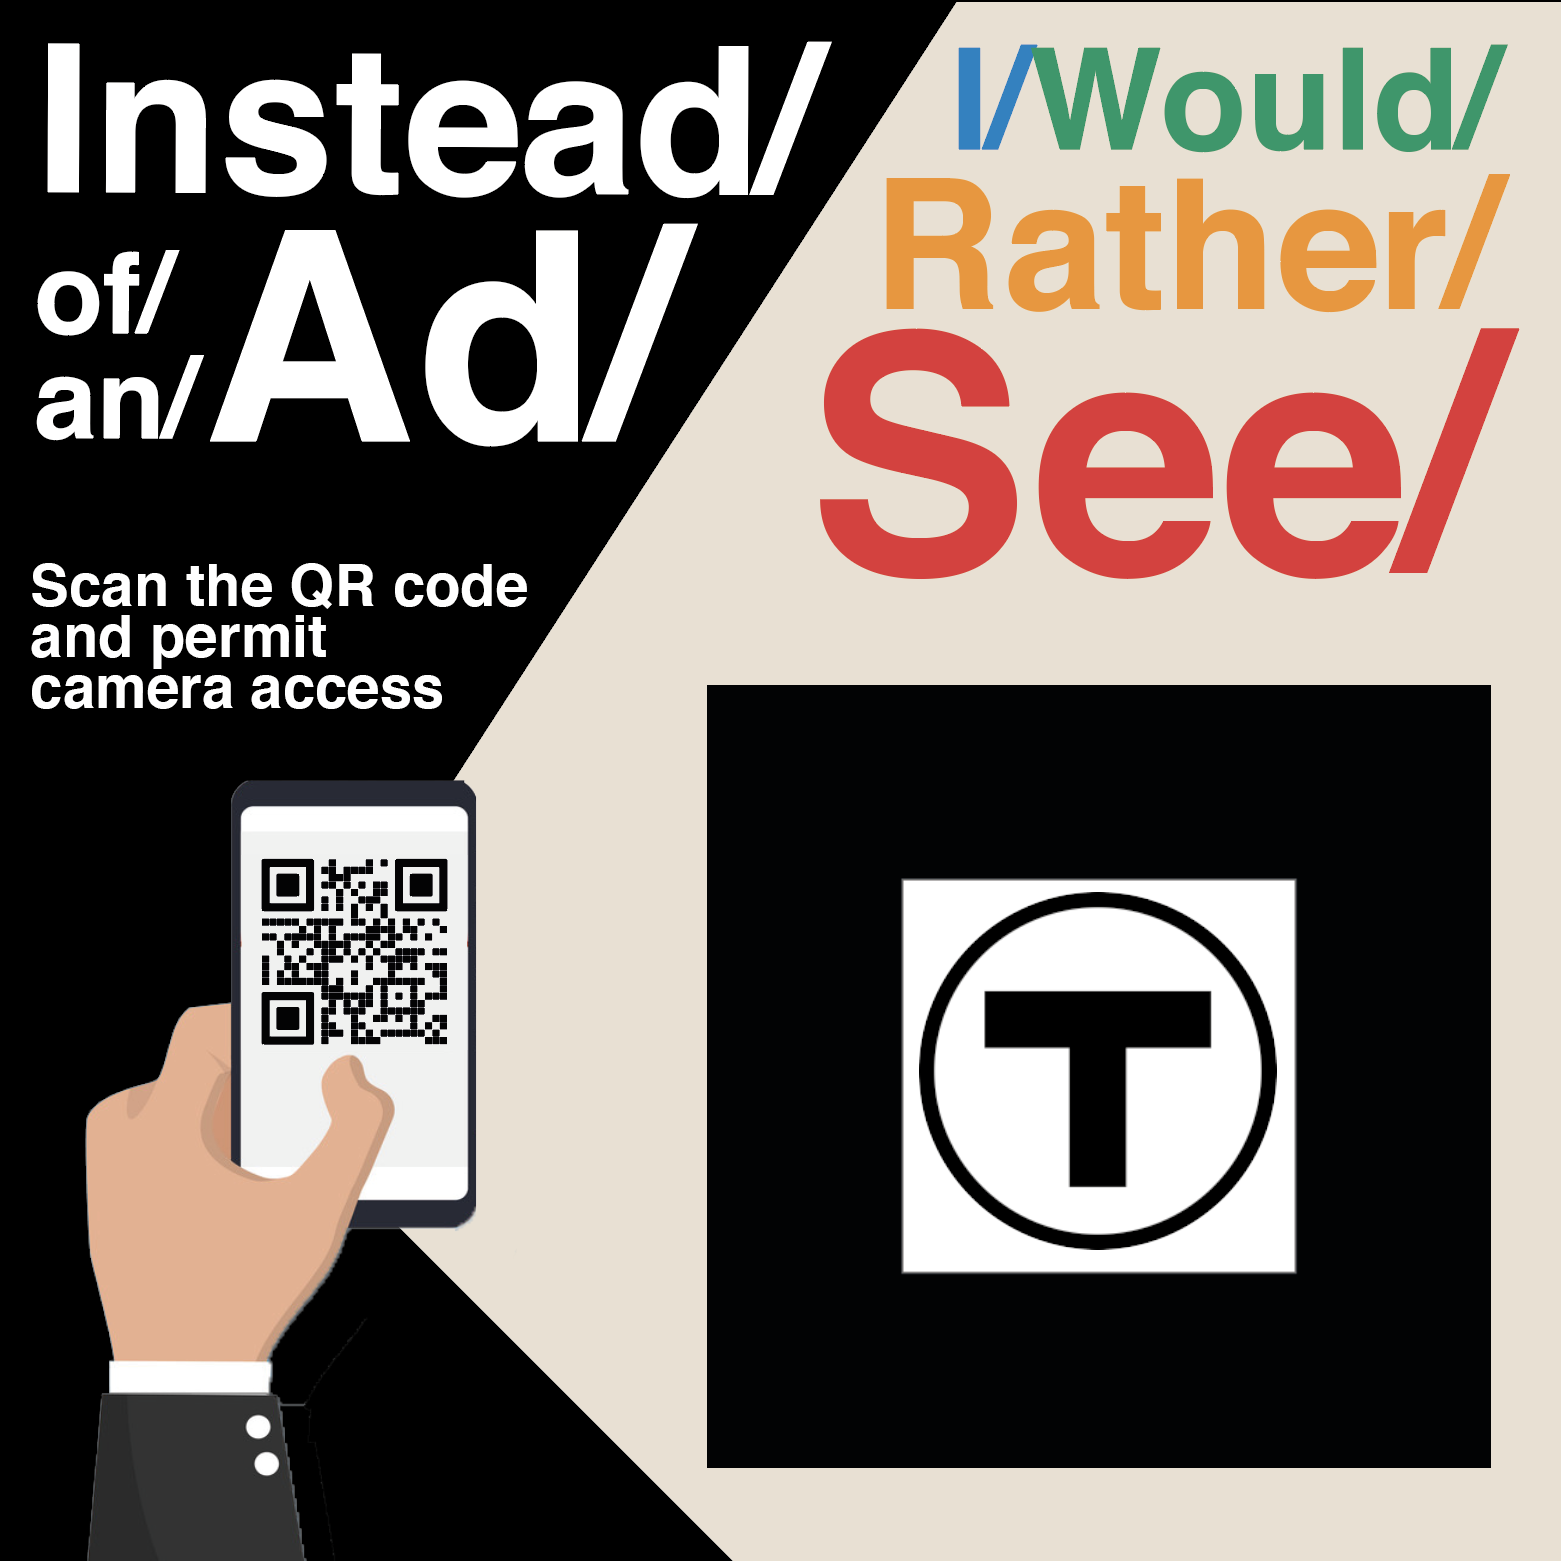 Instead/
of/
an/Ad/
I/Would/
Rather/
See/
Scan the QR code
and permit
camera access
T